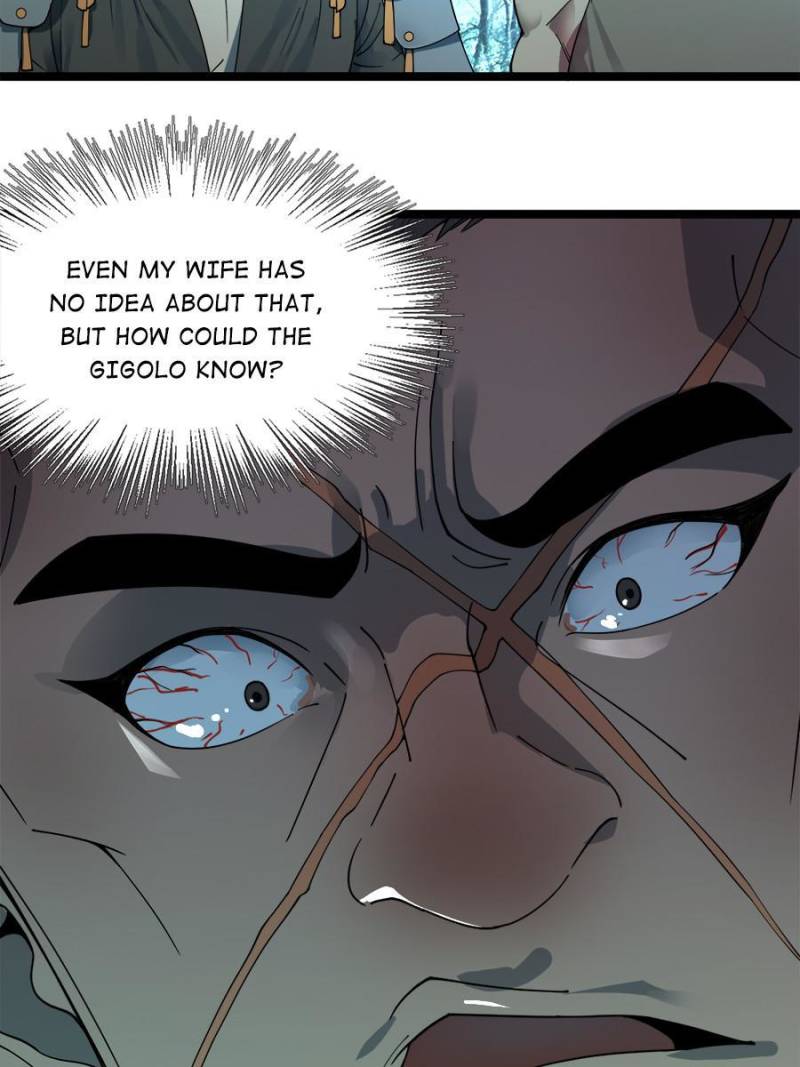 EVEN MY WIFE HAS
NO IDEA ABOUT THAT,
BUT HOW COULD THE
GIGOLO KNOW?